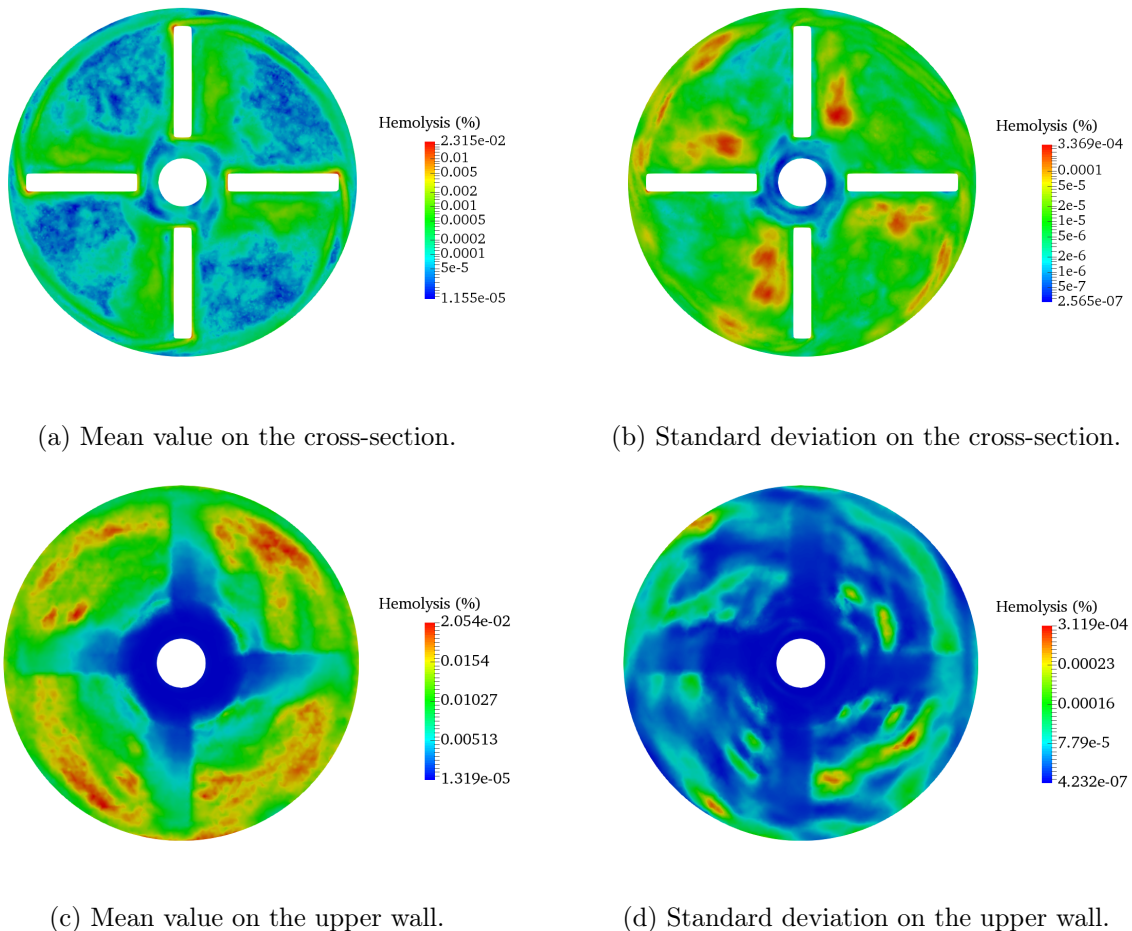 Hemolysis (%)
2.315e-02
0.01
0.005
0.002
0.001
0.0005
0.0002
0.0001
5e-5
1.155e-05
Hemolysis (%)
3.369e-04
0.0001
5e-5
2e-5
1e-5
5e-6
2e-6
1e-6
5e-7
2.565e-07
(a) Mean value on the cross-section.
(b) Standard deviation on the cross-section.
Hemolysis (%)
2.054e-02
0.0154
0.01027
0.00513
1.319e-05
Hemolysis (%)
3.119e-04
0.00023
0.00016
7.79e-5
4.232e-07
(c) Mean value on the upper wall.
(d) Standard deviation on the upper wall.